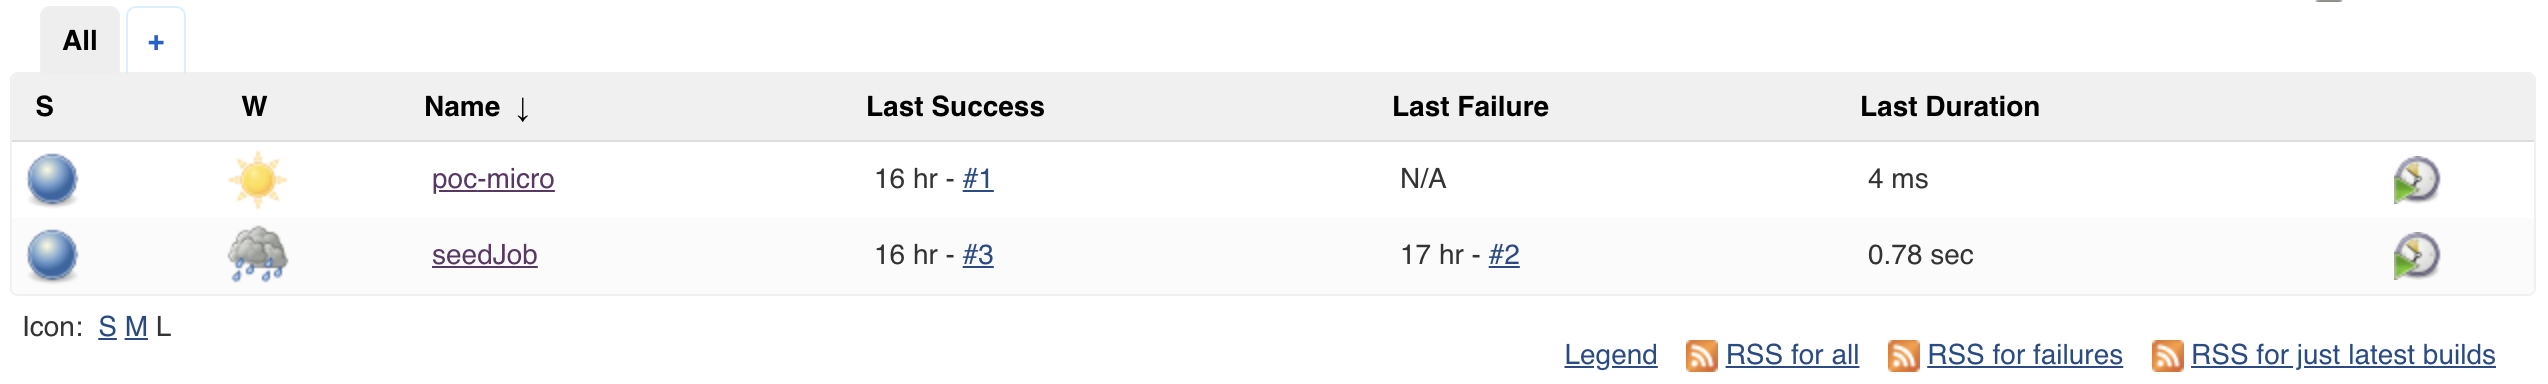 All +
S W Name ↓ Last Success Last Failure Last Duration
poc-micro 16 hr - #1 N/A 4 ms
seedJob 16 hr - #3 17 hr - #2 0.78 sec
Icon: S M L
Legend RSS for all RSS for failures RSS for just latest builds